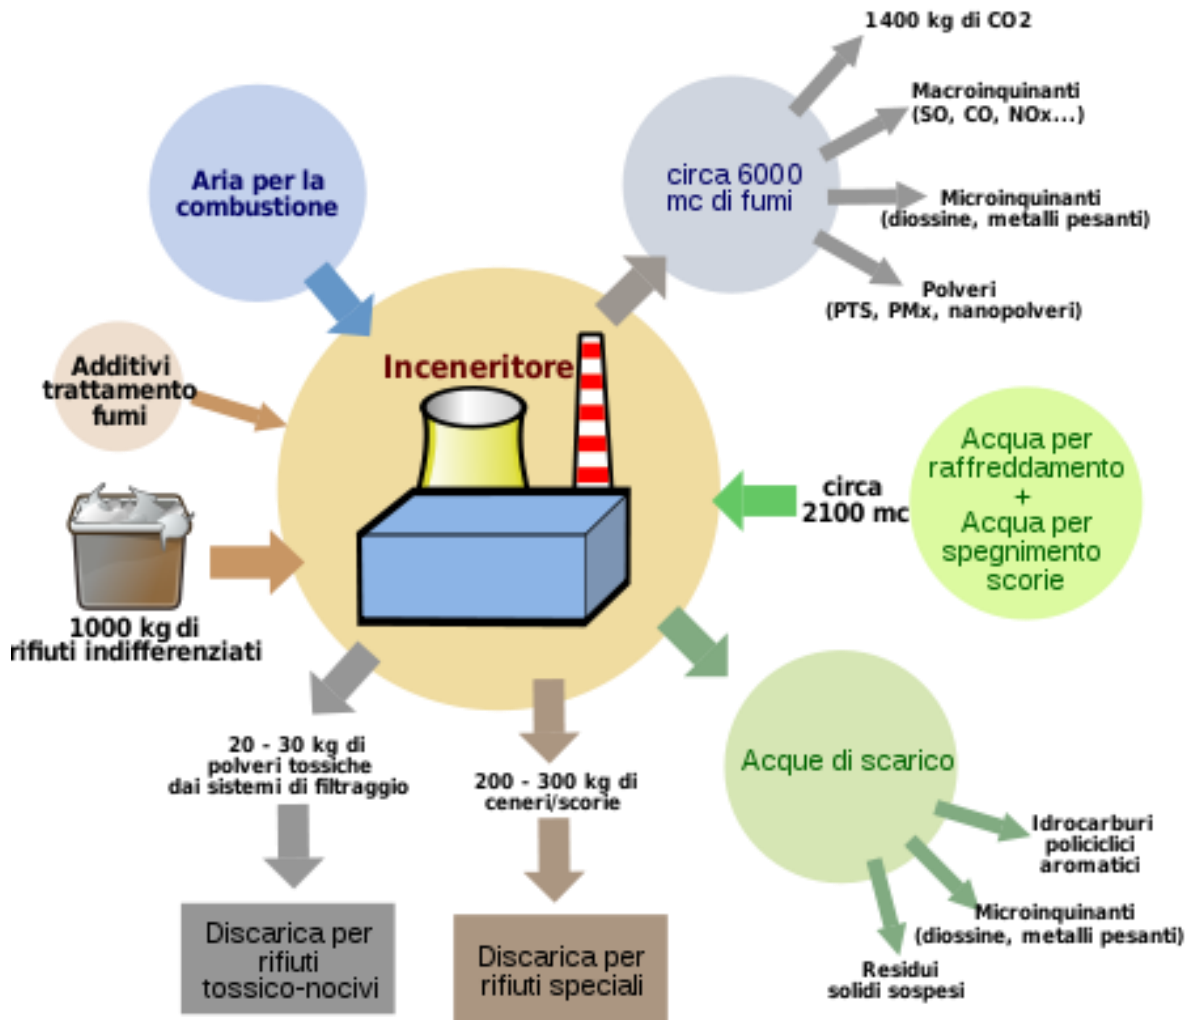 1400 kg di CO2
Macroinquinanti
(SO, CO, NOx...)
Aria per la
combustione
circa 6000
mc di fumi
Microinquinanti
(diossine, metalli pesanti)
Polveri
(PTS, PMx, nanopolveri)
Additivi
trattamento
fumi
Inceneritore
Acqua per
raffreddamento
+
Acqua per
spegnimento
scorie
circa
2100 mc
1000 kg di
rifiuti indifferenziati
20 - 30 kg di
polveri tossiche
dai sistemi di filtraggio
200 - 300 kg di
ceneri/scorie
Acque di scarico
Idrocarburi
policiclici
aromatici
Microinquinanti
(diossine, metalli pesanti)
Residui
solidi sospesi
Discarica per
rifiuti
tossico-nocivi
Discarica per
rifiuti speciali